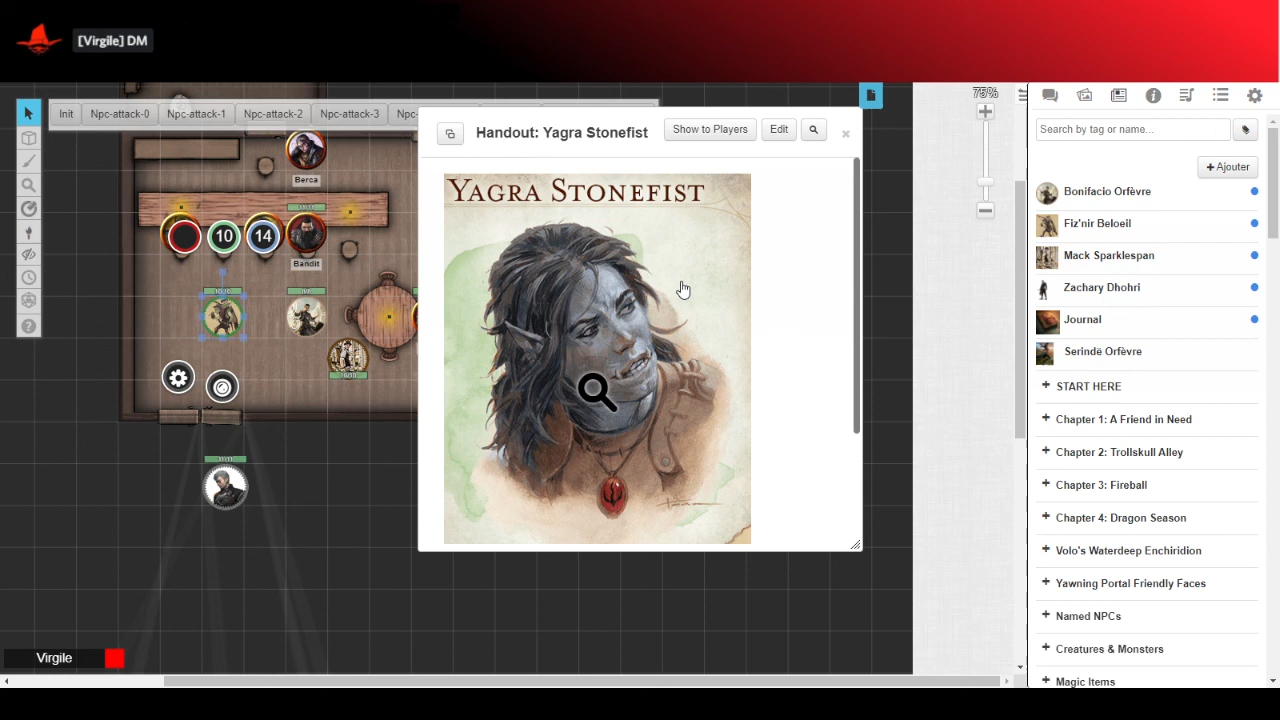 [Virgile] DM
Init
Npc-attack-0
Npc-attack-1
Npc-attack-2
Npc-attack-3
Npc-
75%
Handout: Yagra Stonefist
Show to Players
Edit
YAGRA STONEFIST
Berca
10
14
Bandit
Virgile
Search by tag or name...
+ Ajouter
Bonifacio Orfèvre
Fiz'nir Beloeil
Mack Sparklespan
Zachary Dhohri
Journal
Serindë Orfèvre
+ START HERE
+ Chapter 1: A Friend in Need
+ Chapter 2: Trollskull Alley
+ Chapter 3: Fireball
+ Chapter 4: Dragon Season
+ Volo's Waterdeep Enchiridion
+ Yawning Portal Friendly Faces
+ Named NPCs
+ Creatures & Monsters
+ Magic Items